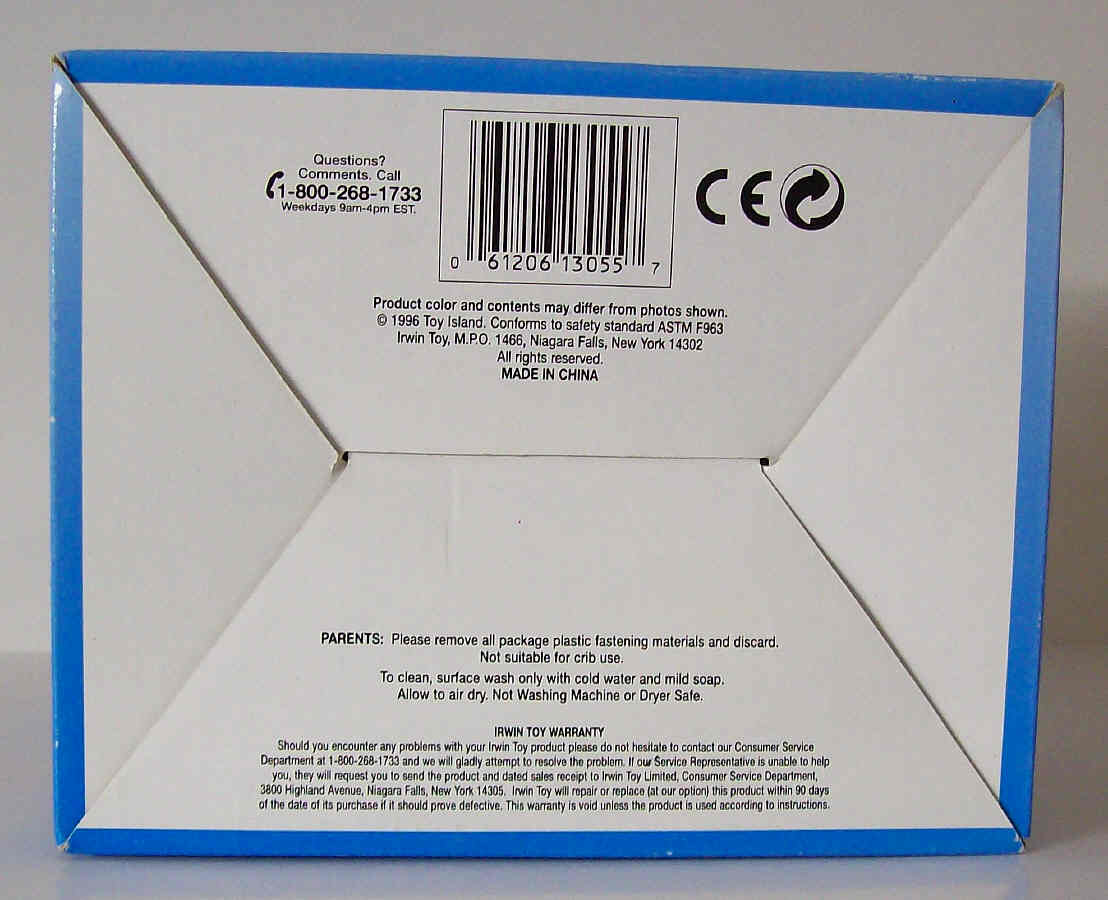 Questions?
Comments. Call
1-800-268-1733
Weekdays 9am-4pm EST.
0 61206 13055 7
CE
Product color and contents may differ from photos shown.
© 1996 Toy Island. Conforms to safety standard ASTM F963
Irwin Toy, M.P.O. 1466, Niagara Falls, New York 14302
All rights reserved.
MADE IN CHINA
PARENTS: Please remove all package plastic fastening materials and discard.
Not suitable for crib use.
To clean, surface wash only with cold water and mild soap.
Allow to air dry. Not Washing Machine or Dryer Safe.
IRWIN TOY WARRANTY
Should you encounter any problems with your Irwin Toy product please do not hesitate to contact our Consumer Service
Department at 1-800-268-1733 and we will gladly attempt to resolve the problem. If our Service Representative is unable to help
you, they will request you to send the product and dated sales receipt to Irwin Toy Limited, Consumer Service Department,
3800 Highland Avenue, Niagara Falls, New York 14305. Irwin Toy will repair or replace (at our option) this product within 90 days
of the date of its purchase if it should prove defective. This warranty is void unless the product is used according to instructions.